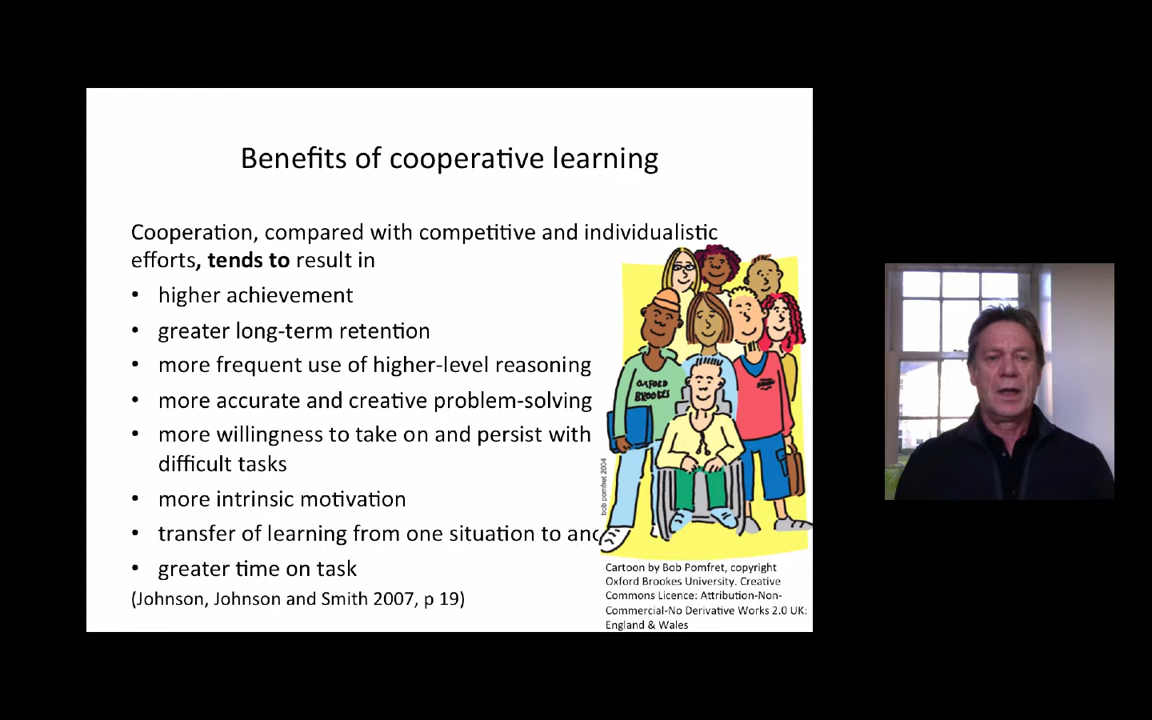 Benefits of cooperative learning
Cooperation, compared with competitive and individualistic
efforts, tends to result in
• higher achievement
• greater long-term retention
• more frequent use of higher-level reasoning
• more accurate and creative problem-solving
• more willingness to take on and persist with
difficult tasks
• more intrinsic motivation
• transfer of learning from one situation to ano
• greater time on task
(Johnson, Johnson and Smith 2007, p 19)
OXFORD
BROOKES
bob pomfret 2004
Cartoon by Bob Pomfret, copyright
Oxford Brookes University. Creative
Commons Licence: Attribution-Non-
Commercial-No Derivative Works 2.0 UK:
England & Wales